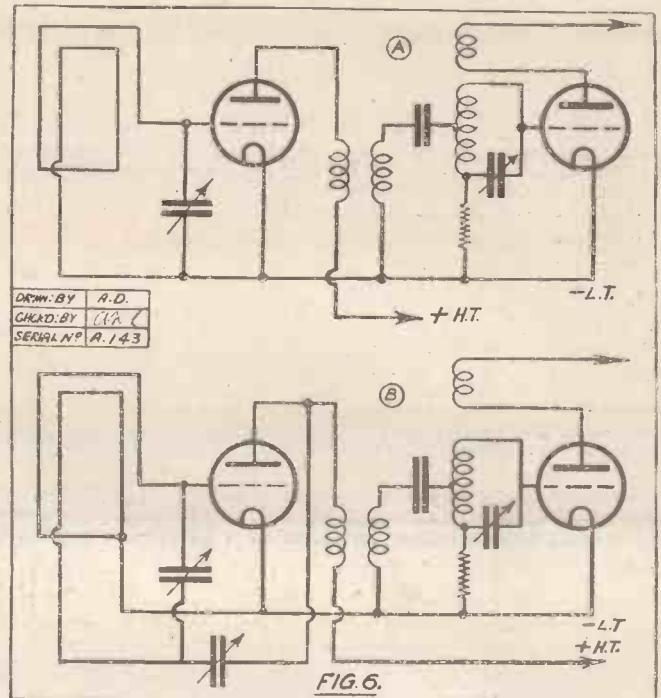 A
-L.T.
+ H.T.
DRWN: BY A.D.
CHCKD: BY
SERIAL Nº A.143
B
-L.T
+H.T.
FIG. 6.